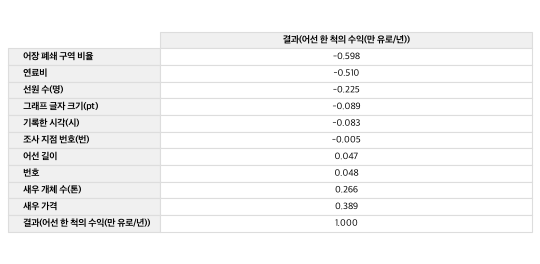 결과(어선 한 척의 수익(만 유로/년))
어장 폐쇄 구역 비율 -0.598
연료비 -0.510
선원 수(명) -0.225
그래프 글자 크기(pt) -0.089
기록한 시각(시) -0.083
조사 지점 번호(번) -0.005
어선 길이 0.047
번호 0.048
새우 개체 수(톤) 0.266
새우 가격 0.389
결과(어선 한 척의 수익(만 유로/년)) 1.000